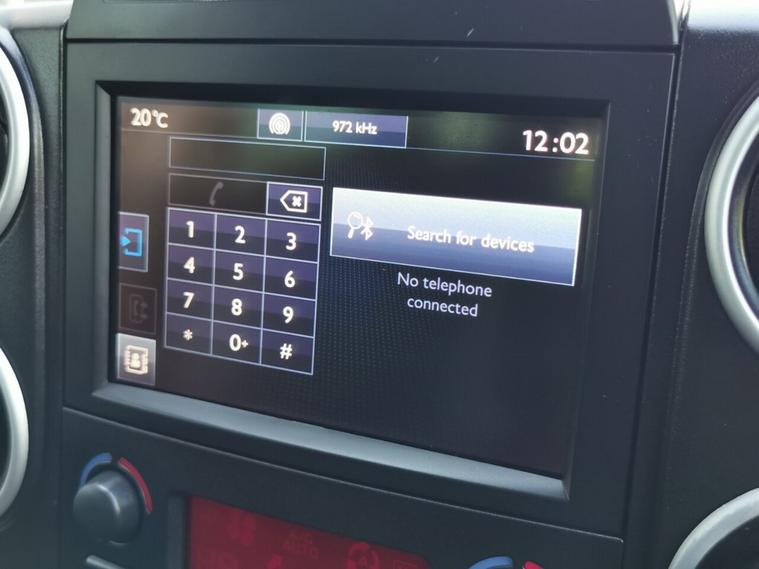 20°C
972 kHz
12:02
Search for devices
No telephone
connected
1 2 3
4 5 6
7 8 9
* 0+ #
AUTO